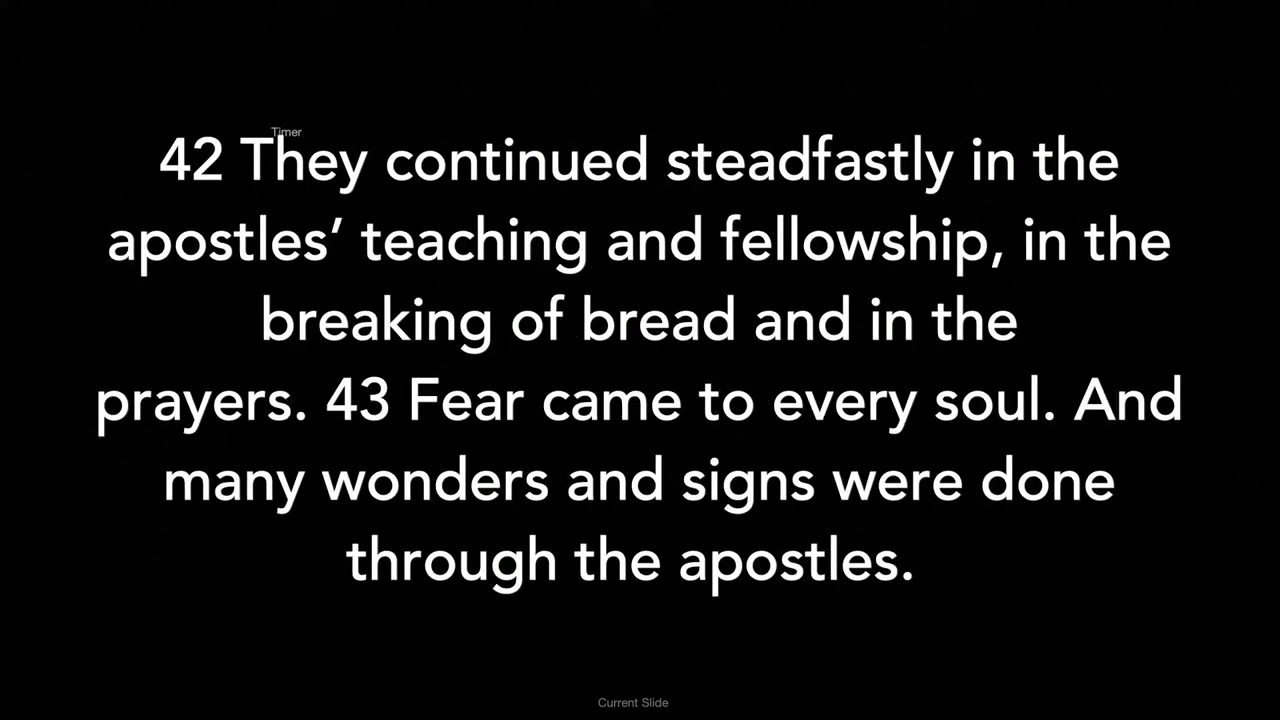 Timer
42 They continued steadfastly in the
apostles’ teaching and fellowship, in the
breaking of bread and in the
prayers. 43 Fear came to every soul. And
many wonders and signs were done
through the apostles.
Current Slide